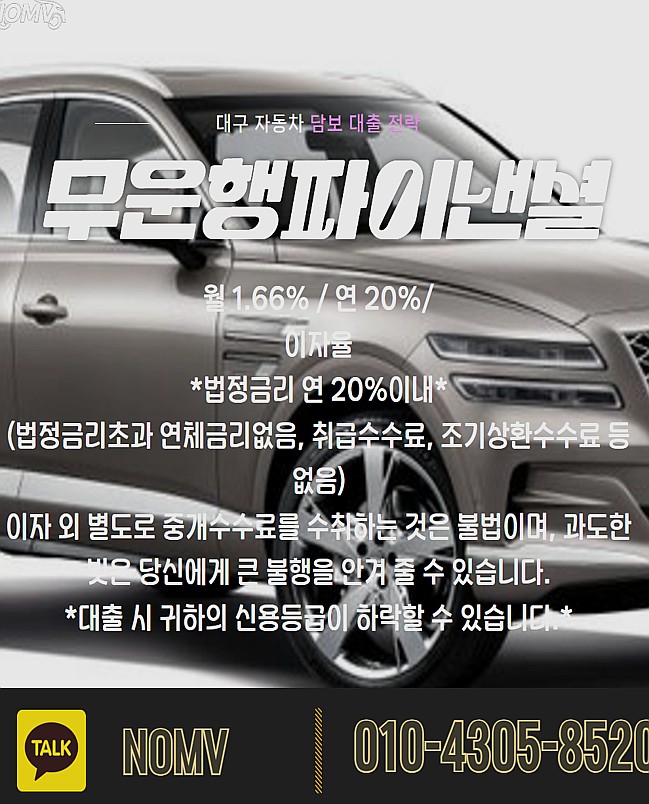 NOMV
대구 자동차 담보 대출 전략
무운행파이낸셜
월 1.66% / 연 20%/
이자율
*법정금리 연 20%이내*
(법정금리초과 연체금리없음, 취급수수료, 조기상환수수료 등
없음)
이자 외 별도로 중개수수료를 수취하는 것은 불법이며, 과도한
빚은 당신에게 큰 불행을 안겨 줄 수 있습니다.
*대출 시 귀하의 신용등급이 하락할 수 있습니다.*
TALK
NOMV
010-4305-8520